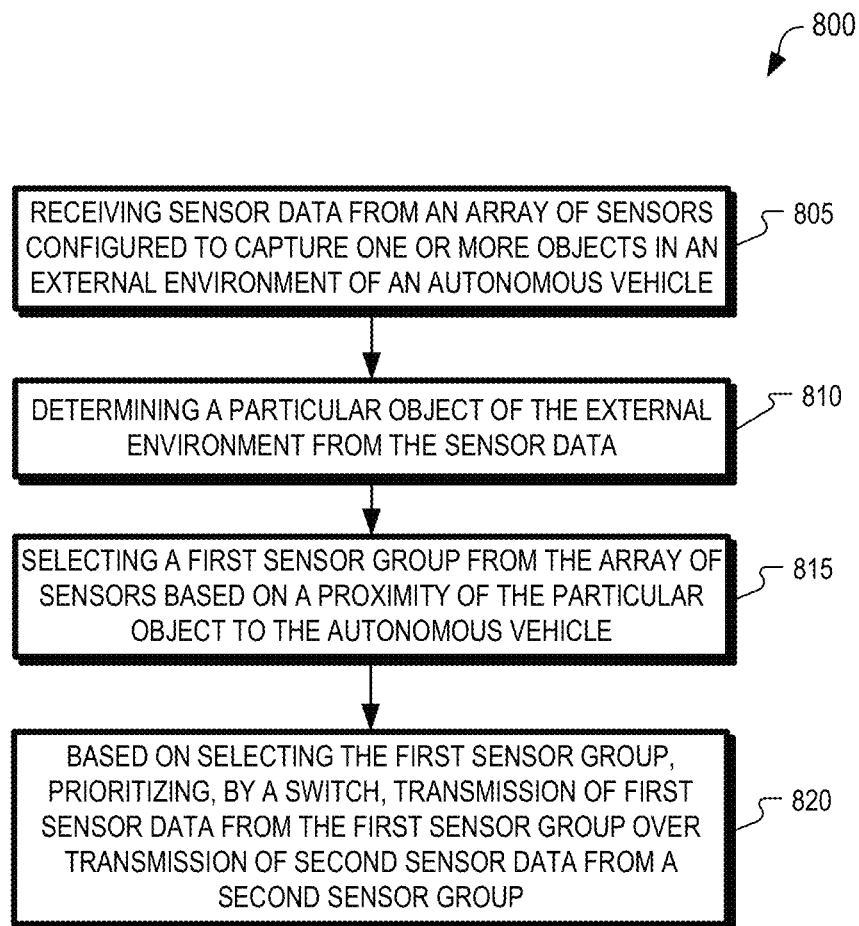 800
RECEIVING SENSOR DATA FROM AN ARRAY OF SENSORS
CONFIGURED TO CAPTURE ONE OR MORE OBJECTS IN AN
EXTERNAL ENVIRONMENT OF AN AUTONOMOUS VEHICLE
805
DETERMINING A PARTICULAR OBJECT OF THE EXTERNAL
ENVIRONMENT FROM THE SENSOR DATA
810
SELECTING A FIRST SENSOR GROUP FROM THE ARRAY OF
SENSORS BASED ON A PROXIMITY OF THE PARTICULAR
OBJECT TO THE AUTONOMOUS VEHICLE
815
BASED ON SELECTING THE FIRST SENSOR GROUP,
PRIORITIZING, BY A SWITCH, TRANSMISSION OF FIRST
SENSOR DATA FROM THE FIRST SENSOR GROUP OVER
TRANSMISSION OF SECOND SENSOR DATA FROM A
SECOND SENSOR GROUP
820